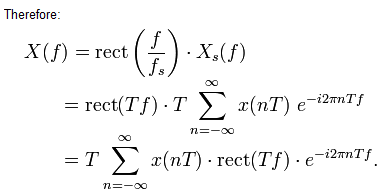 Therefore:
X(f) = rect(f/f_s) · X_s(f)
= rect(Tf) · T ∑_{n=-∞}^{∞} x(nT) e^{-i2πnTf}
= T ∑_{n=-∞}^{∞} x(nT) · rect(Tf) · e^{-i2πnTf}.